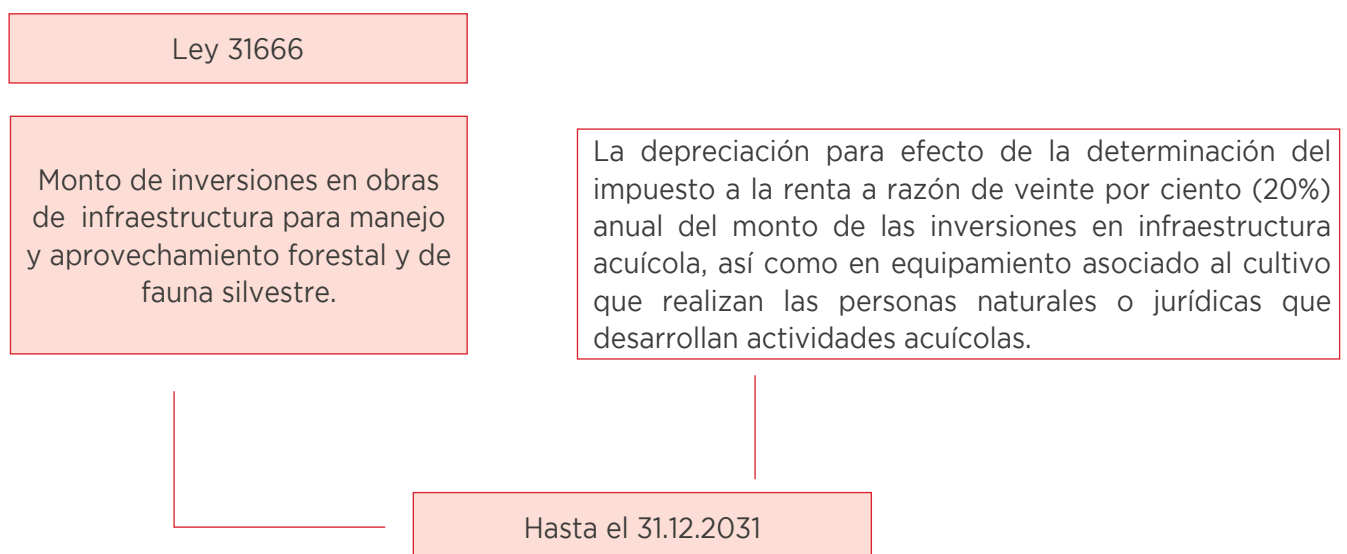 Ley 31666
Monto de inversiones en obras
de infraestructura para manejo
y aprovechamiento forestal y de
fauna silvestre.
La depreciación para efecto de la determinación del
impuesto a la renta a razón de veinte por ciento (20%)
anual del monto de las inversiones en infraestructura
acuícola, así como en equipamiento asociado al cultivo
que realizan las personas naturales o jurídicas que
desarrollan actividades acuícolas.
Hasta el 31.12.2031